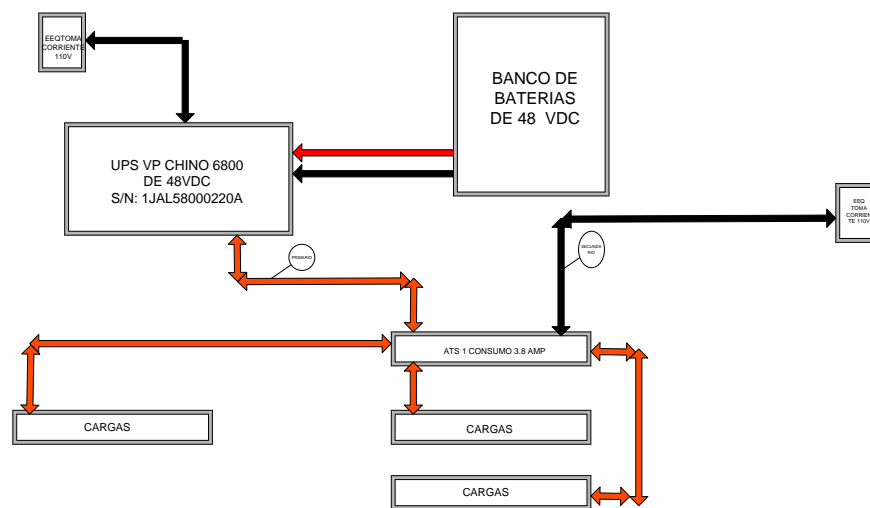 EEQTOMA
CORRIENTE
110V
BANCO DE
BATERIAS
DE 48 VDC
UPS VP CHINO 6800
DE 48VDC
S/N: 1JAL58000220A
EEQ
TOMA
CORRIEN
TE 110V
PRIMARIO
SECUNDA
RIO
ATS 1 CONSUMO 3.8 AMP
CARGAS
CARGAS
CARGAS